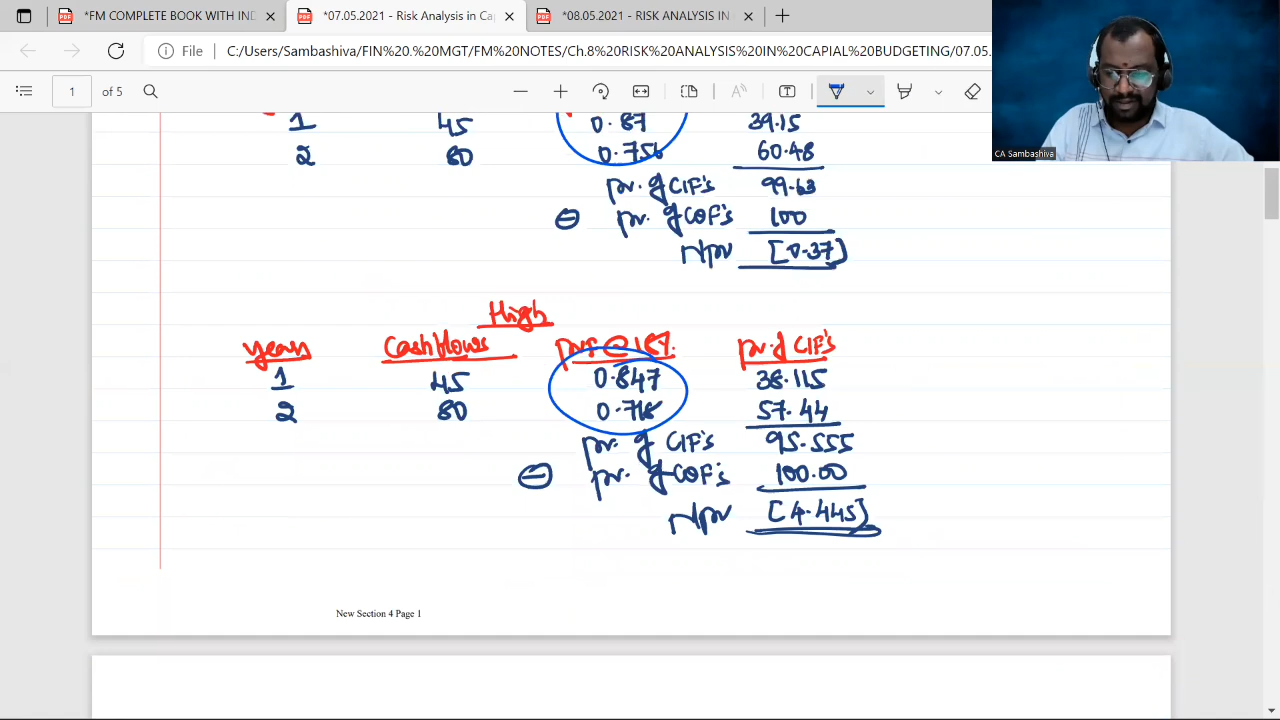 *FM COMPLETE BOOK WITH IND
*07.05.2021 - Risk Analysis in Ca
*08.05.2021 - RISK ANALYSIS IN
File
C:/Users/Sambashiva/FIN%20.%20MGT/FM%20NOTES/Ch.8%20RISK%20ANALYSIS%20IN%20CAPIAL%20BUDGETING/07.05.
1 of 5
CA Sambashiva
1 45 0.87 39.15
2 80 0.756 60.48
pv. of CIF's 99.63
⊖ pv. of COF's 100
Npv [0.37]
High
years Cashflows pvf @ 18% pv. of CIF's
1 45 0.847 38.115
2 80 0.718 57.44
pv. of CIF's 95.555
⊖ pv. of COF's 100.00
Npv [4.445]
New Section 4 Page 1